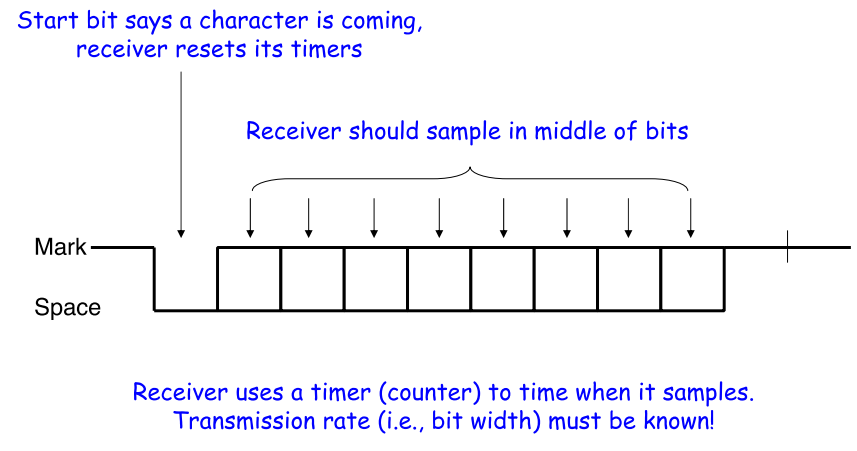 Start bit says a character is coming,
receiver resets its timers
Receiver should sample in middle of bits
Mark
Space
Receiver uses a timer (counter) to time when it samples.
Transmission rate (i.e., bit width) must be known!